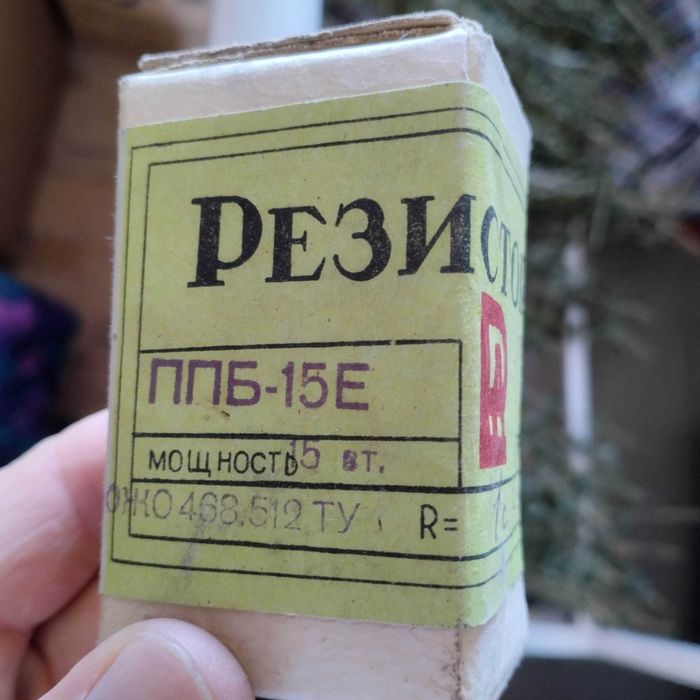 РЕЗИСТО
ППБ-15Е
МОЩНОСТЬ 15 вт.
ОЖО 468.512 ТУ R=